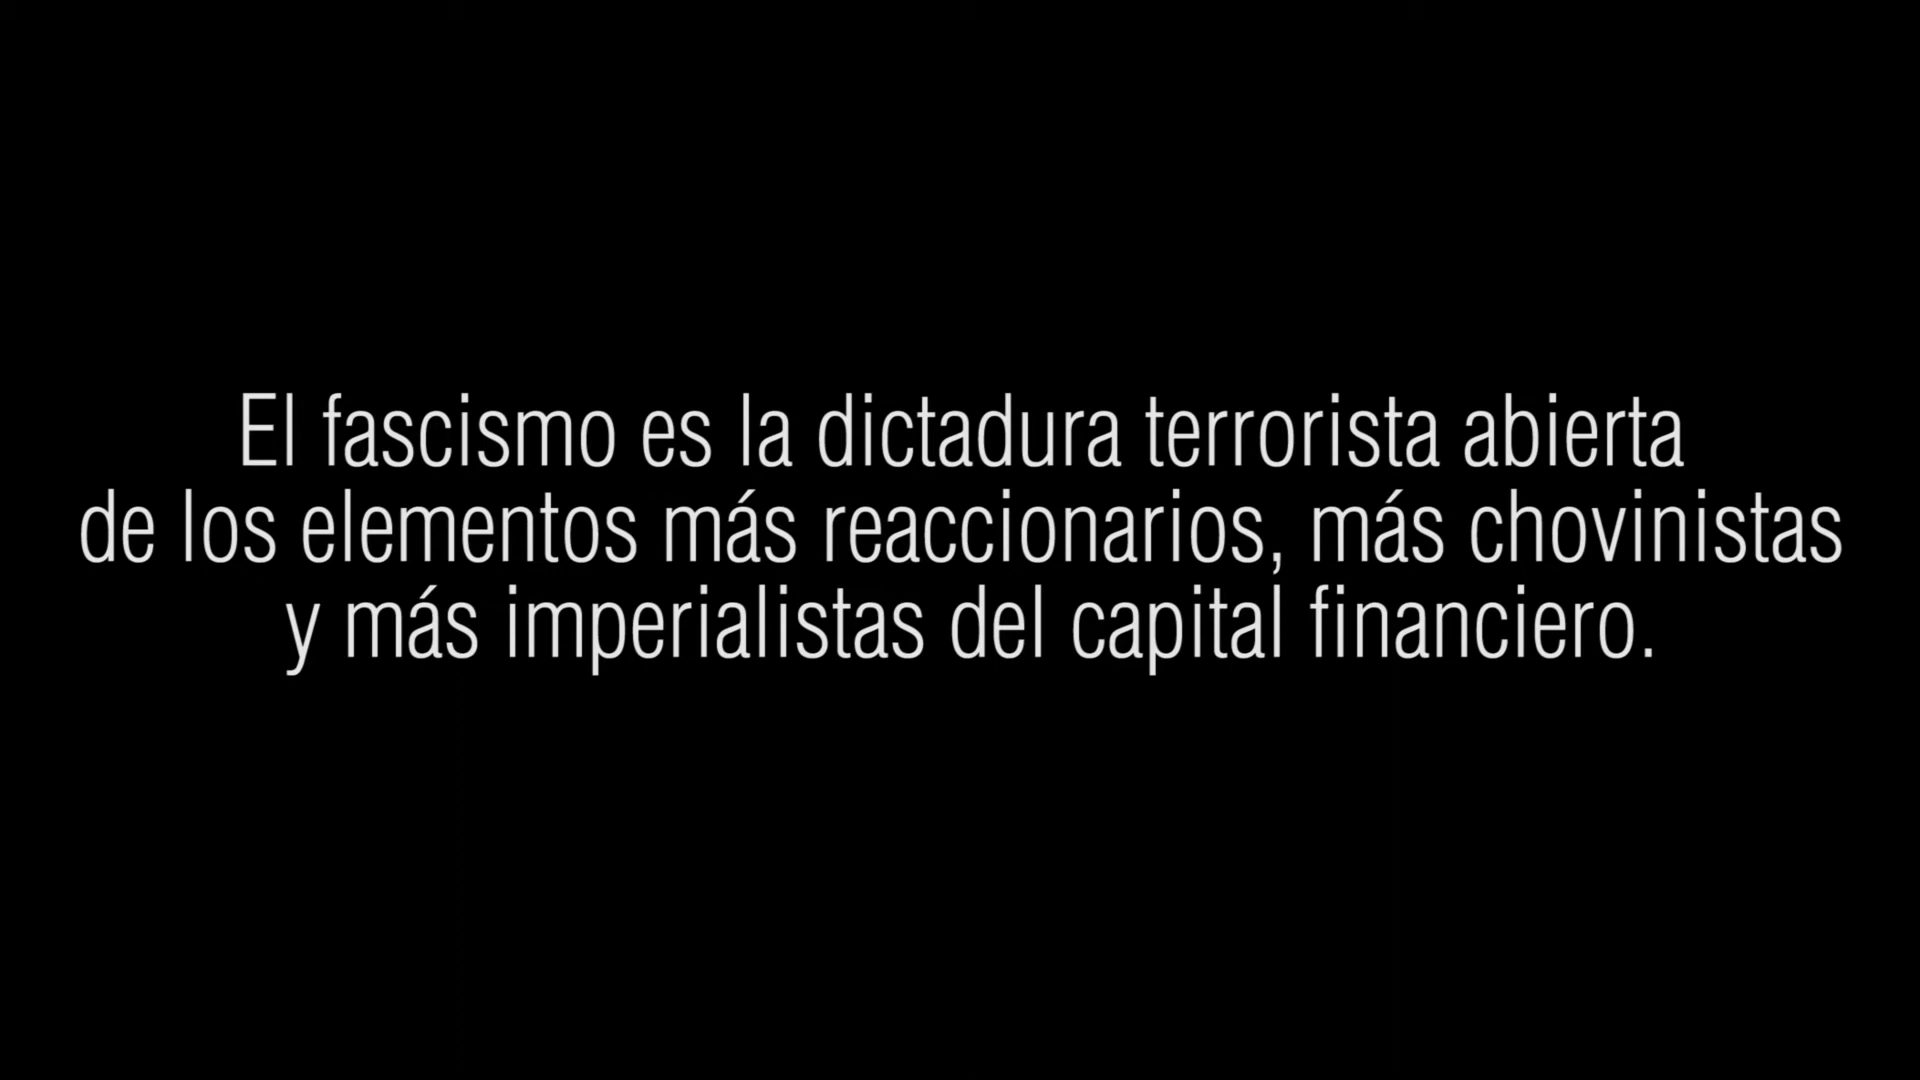 El fascismo es la dictadura terrorista abierta
de los elementos más reaccionarios, más chovinistas
y más imperialistas del capital financiero.